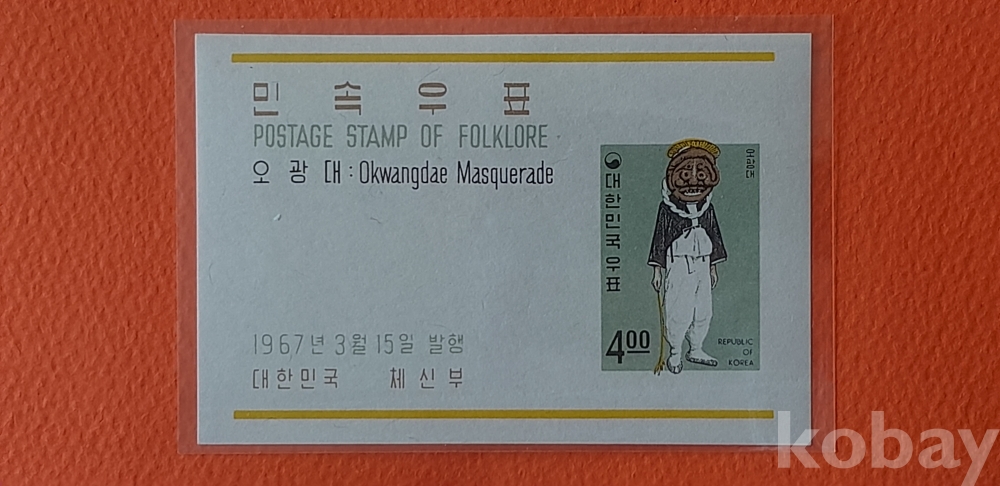 민속우표
POSTAGE STAMP OF FOLKLORE
오광대 : Okwangdae Masquerade
1967년 3월 15일 발행
대한민국 체신부
대한민국우표
오광대
4.00
REPUBLIC
OF
KOREA
kobay